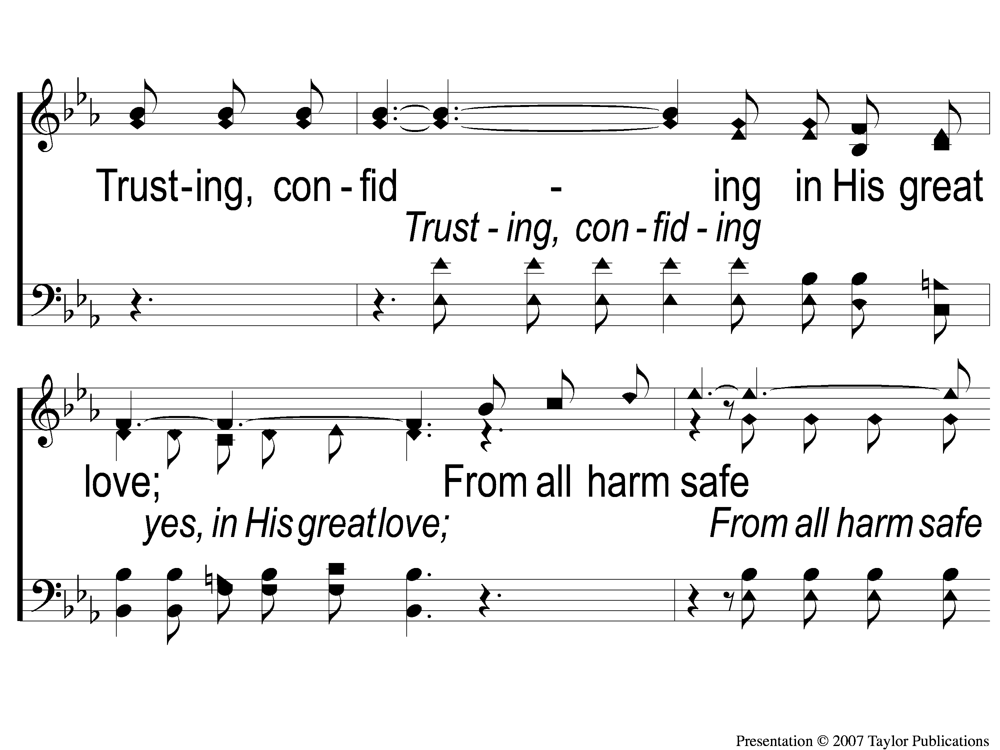 Trust-ing, con - fid - ing in His great
Trust - ing, con - fid - ing
love; From all harm safe
yes, in His great love; From all harm safe
Presentation © 2007 Taylor Publications